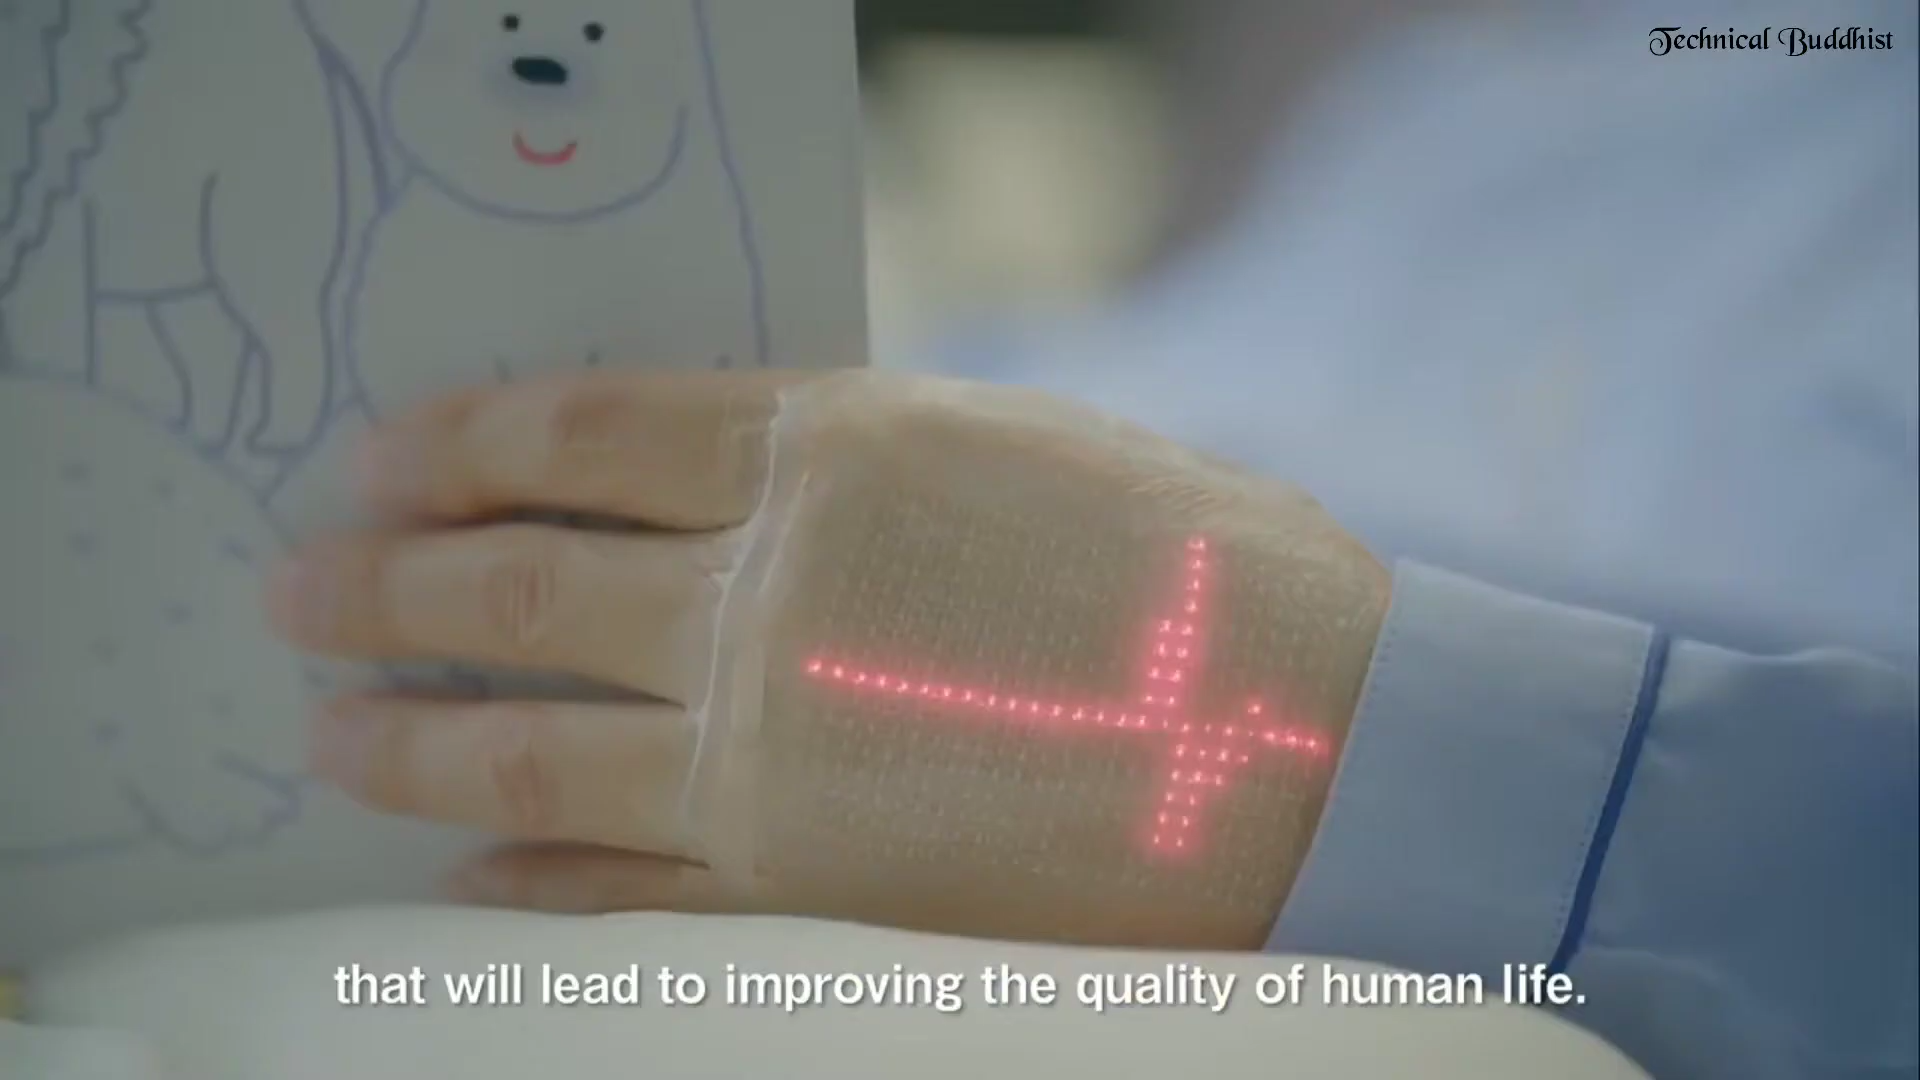 Technical Buddhist
that will lead to improving the quality of human life.